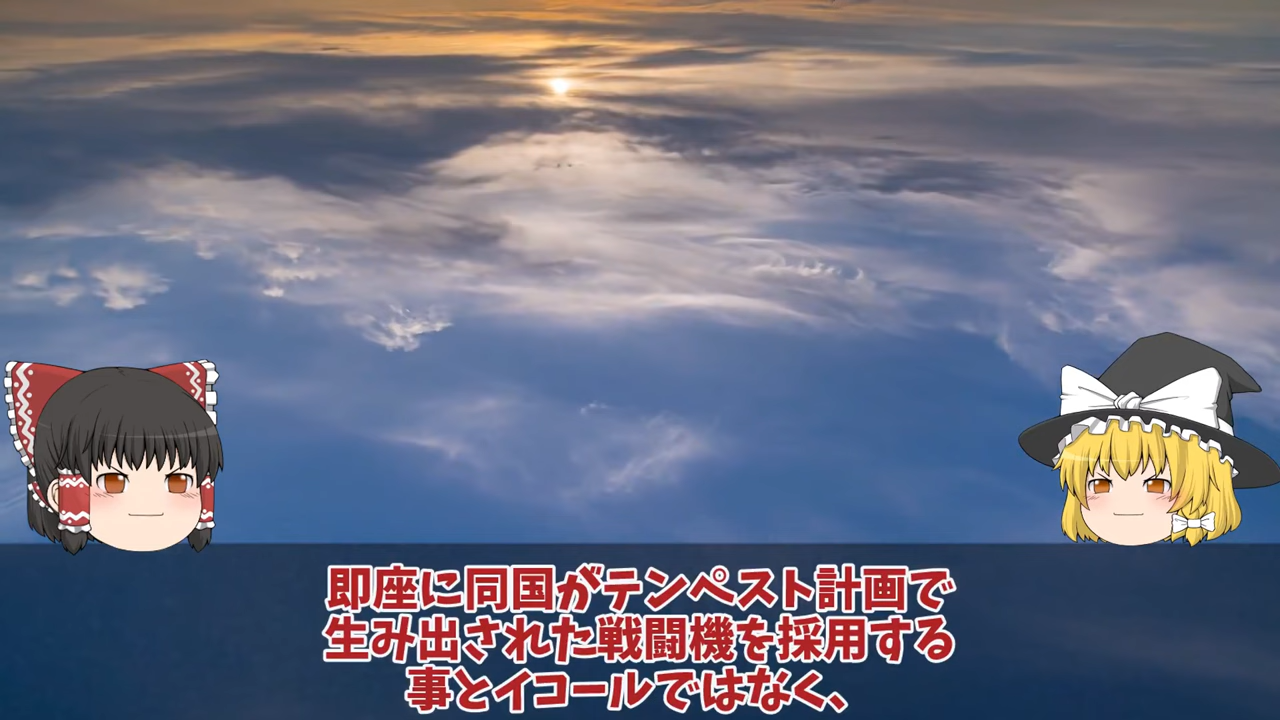 即座に同国がテンペスト計画で
生み出された戦闘機を採用する
事とイコールではなく、